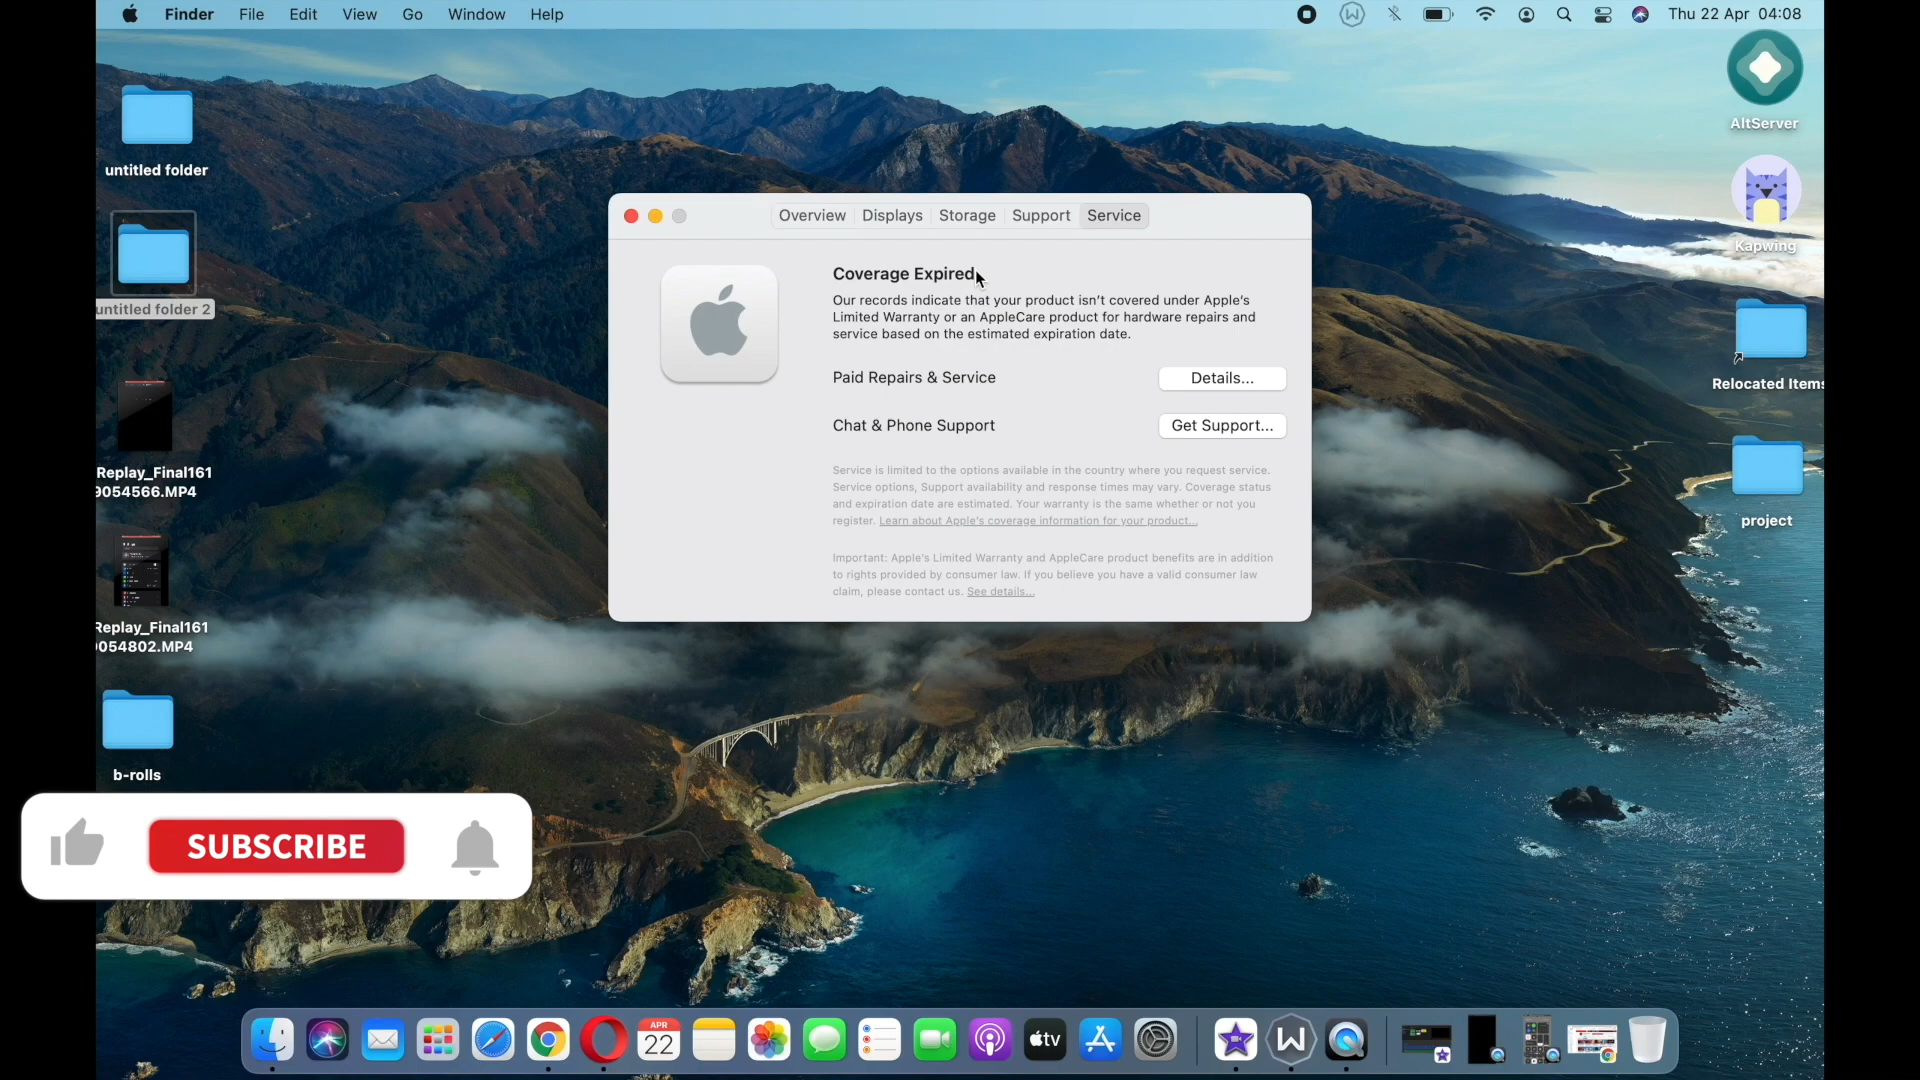 Finder File Edit View Go Window Help
Thu 22 Apr 04:08
untitled folder
untitled folder 2
Replay_Final161
9054566.MP4
Replay_Final161
9054802.MP4
b-rolls
AltServer
Kapwing
Relocated Items
project
Overview Displays Storage Support Service
Coverage Expired
Our records indicate that your product isn't covered under Apple's
Limited Warranty or an AppleCare product for hardware repairs and
service based on the estimated expiration date.
Paid Repairs & Service Details...
Chat & Phone Support Get Support...
Service is limited to the options available in the country where you request service.
Service options, Support availability and response times may vary. Coverage status
and expiration date are estimated. Your warranty is the same whether or not you
register. Learn about Apple's coverage information for your product...
Important: Apple's Limited Warranty and AppleCare product benefits are in addition
to rights provided by consumer law. If you believe you have a valid consumer law
claim, please contact us. See details...
SUBSCRIBE
APR
22
tv